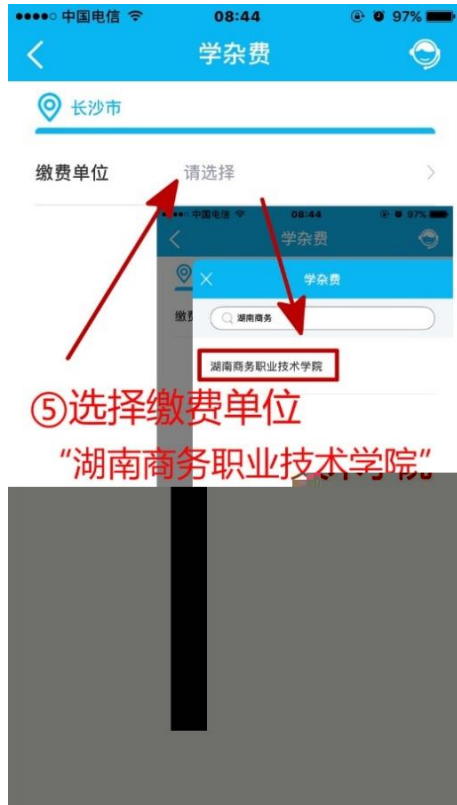 中国电信 08:44 97%
学杂费
长沙市
缴费单位 请选择
中国电信 08:44 97%
学杂费
缴费
学杂费
湖南商务
湖南商务职业技术学院
⑤选择缴费单位
“湖南商务职业技术学院”